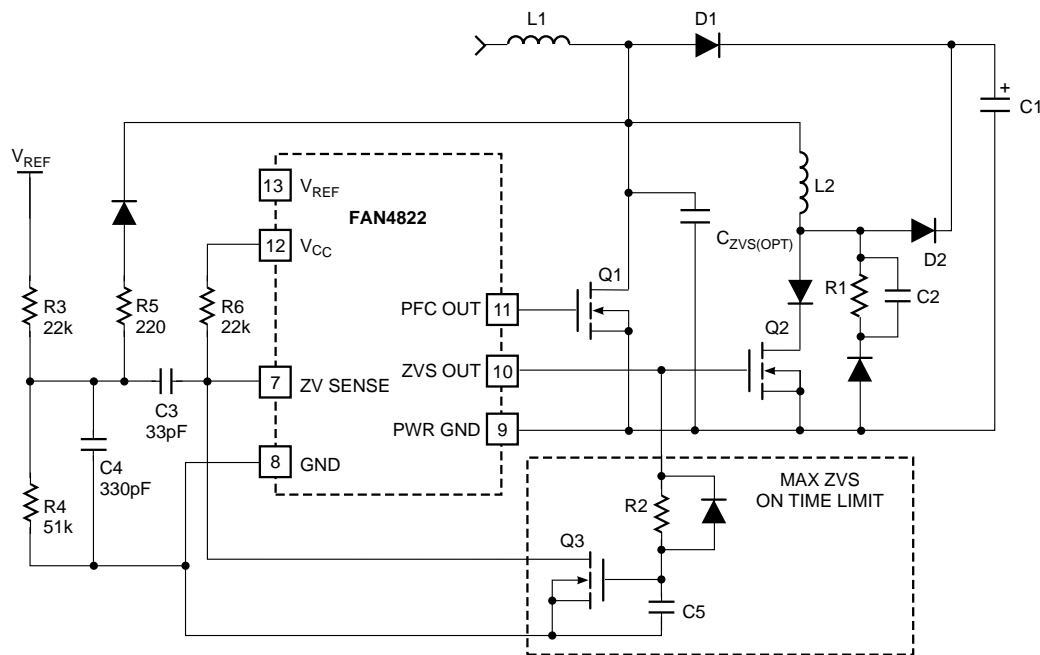 L1
D1
+
C1
V_REF
13
V_REF
FAN4822
12
V_CC
L2
C_ZVS(OPT)
D2
R3
22k
R5
220
R6
22k
PFC OUT
11
Q1
R1
C2
Q2
ZVS OUT
10
7
ZV SENSE
C3
33pF
PWR GND
9
8
GND
C4
330pF
R4
51k
MAX ZVS
ON TIME LIMIT
R2
Q3
C5